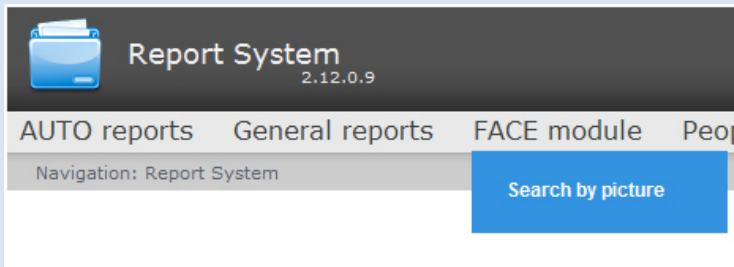 Report System
2.12.0.9
AUTO reports General reports FACE module
Navigation: Report System
Search by picture